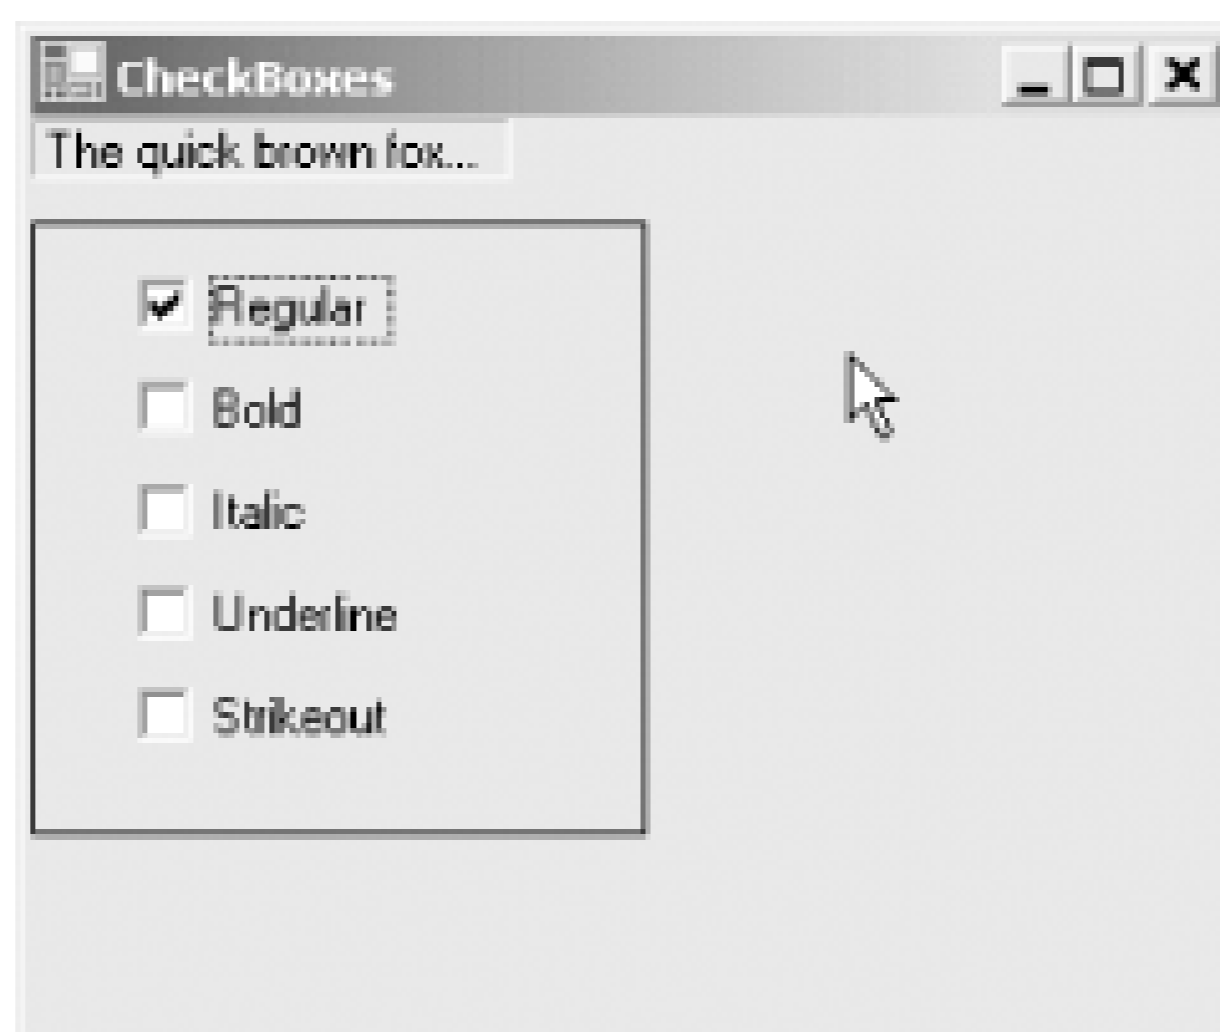 CheckBoxes
The quick brown fox...
Regular
Bold
Italic
Underline
Strikeout